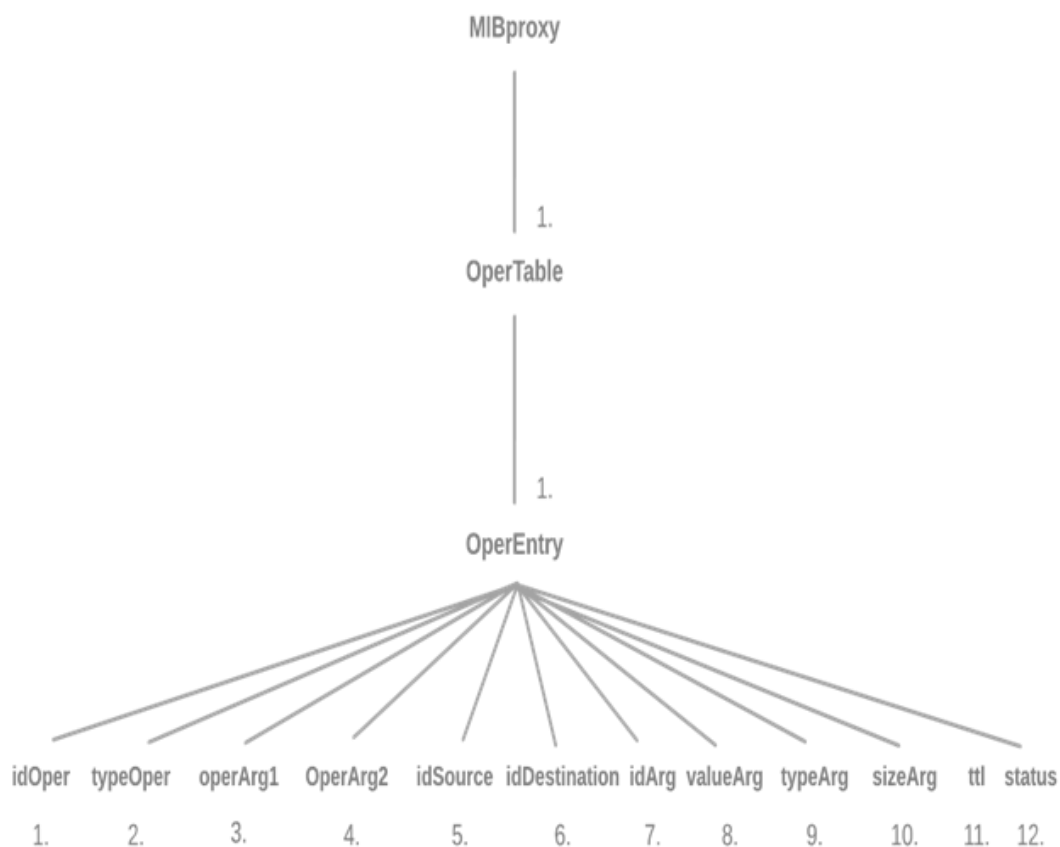 MIBproxy
1.
OperTable
1.
OperEntry
idOper typeOper operArg1 OperArg2 idSource idDestination idArg valueArg typeArg sizeArg ttl status
1. 2. 3. 4. 5. 6. 7. 8. 9. 10. 11. 12.